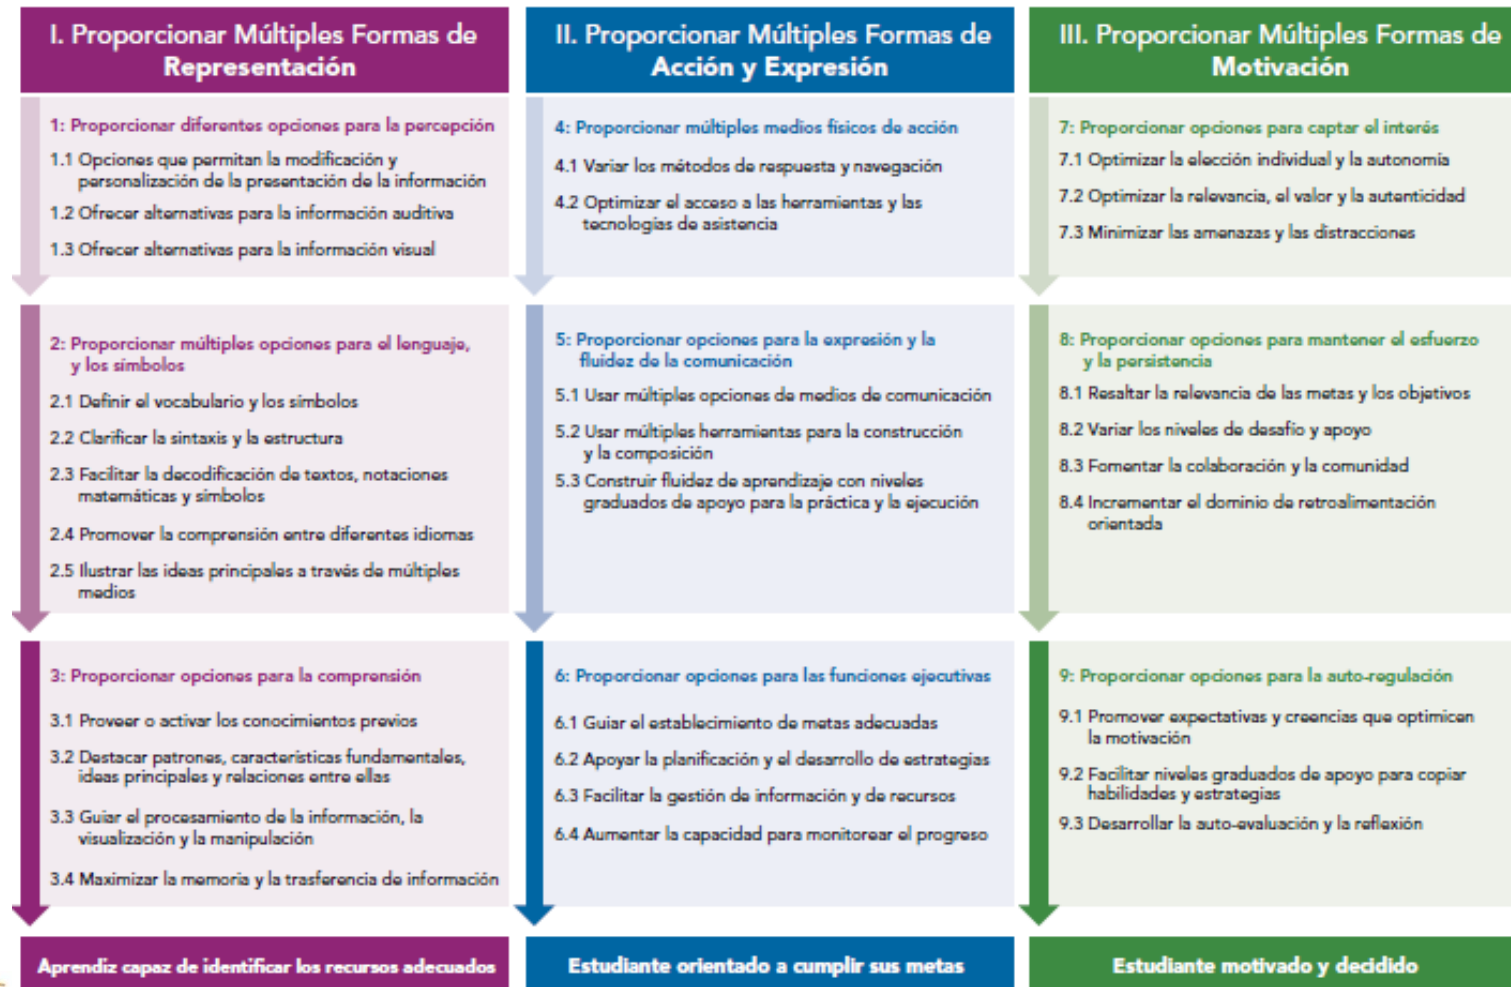 I. Proporcionar Múltiples Formas de
Representación
1: Proporcionar diferentes opciones para la percepción
1.1 Opciones que permitan la modificación y
personalización de la presentación de la información
1.2 Ofrecer alternativas para la información auditiva
1.3 Ofrecer alternativas para la información visual
2: Proporcionar múltiples opciones para el lenguaje,
y los símbolos
2.1 Definir el vocabulario y los símbolos
2.2 Clarificar la sintaxis y la estructura
2.3 Facilitar la decodificación de textos, notaciones
matemáticas y símbolos
2.4 Promover la comprensión entre diferentes idiomas
2.5 Ilustrar las ideas principales a través de múltiples
medios
3: Proporcionar opciones para la comprensión
3.1 Proveer o activar los conocimientos previos
3.2 Destacar patrones, características fundamentales,
ideas principales y relaciones entre ellas
3.3 Guiar el procesamiento de la información, la
visualización y la manipulación
3.4 Maximizar la memoria y la trasferencia de información
Aprendiz capaz de identificar los recursos adecuados
II. Proporcionar Múltiples Formas de
Acción y Expresión
4: Proporcionar múltiples medios físicos de acción
4.1 Variar los métodos de respuesta y navegación
4.2 Optimizar el acceso a las herramientas y las
tecnologías de asistencia
5: Proporcionar opciones para la expresión y la
fluidez de la comunicación
5.1 Usar múltiples opciones de medios de comunicación
5.2 Usar múltiples herramientas para la construcción
y la composición
5.3 Construir fluidez de aprendizaje con niveles
graduados de apoyo para la práctica y la ejecución
6: Proporcionar opciones para las funciones ejecutivas
6.1 Guiar el establecimiento de metas adecuadas
6.2 Apoyar la planificación y el desarrollo de estrategias
6.3 Facilitar la gestión de información y de recursos
6.4 Aumentar la capacidad para monitorear el progreso
Estudiante orientado a cumplir sus metas
III. Proporcionar Múltiples Formas de
Motivación
7: Proporcionar opciones para captar el interés
7.1 Optimizar la elección individual y la autonomía
7.2 Optimizar la relevancia, el valor y la autenticidad
7.3 Minimizar las amenazas y las distracciones
8: Proporcionar opciones para mantener el esfuerzo
y la persistencia
8.1 Resaltar la relevancia de las metas y los objetivos
8.2 Variar los niveles de desafío y apoyo
8.3 Fomentar la colaboración y la comunidad
8.4 Incrementar el dominio de retroalimentación
orientada
9: Proporcionar opciones para la auto-regulación
9.1 Promover expectativas y creencias que optimicen
la motivación
9.2 Facilitar niveles graduados de apoyo para copiar
habilidades y estrategias
9.3 Desarrollar la auto-evaluación y la reflexión
Estudiante motivado y decidido